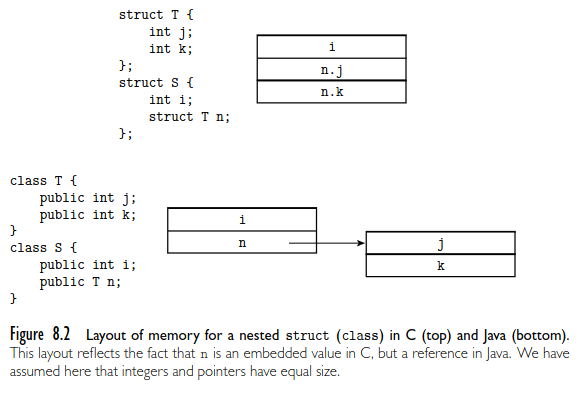 struct T {
    int j;
    int k;
};
struct S {
    int i;
    struct T n;
};
i
n.j
n.k
class T {
    public int j;
    public int k;
}
class S {
    public int i;
    public T n;
}
i
n
j
k
Figure 8.2 Layout of memory for a nested struct (class) in C (top) and Java (bottom).
This layout reflects the fact that n is an embedded value in C, but a reference in Java. We have
assumed here that integers and pointers have equal size.